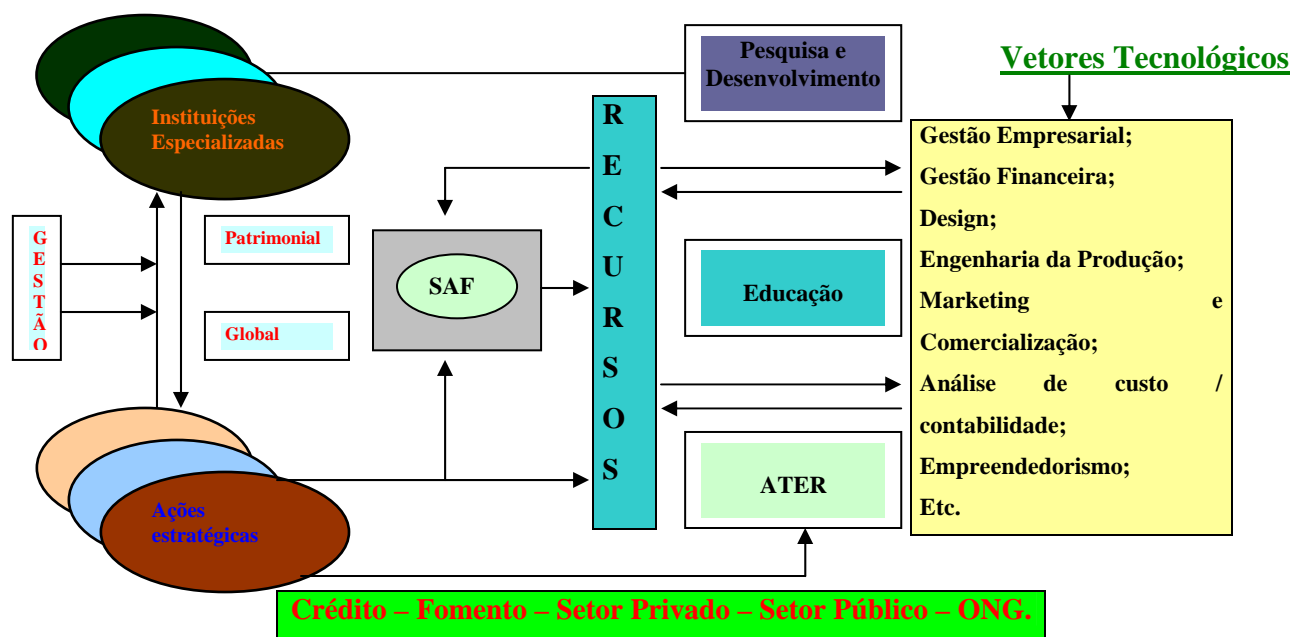 Pesquisa e
Desenvolvimento
Vetores Tecnológicos
Instituições
Especializadas
R
E
C
U
R
S
O
S
Gestão Empresarial;
Gestão Financeira;
Design;
Engenharia da Produção;
Marketing e
Comercialização;
Análise de custo /
contabilidade;
Empreendedorismo;
Etc.
G
E
S
T
Ã
O
Patrimonial
Global
SAF
Educação
ATER
Ações
estratégicas
Crédito – Fomento – Setor Privado – Setor Público – ONG.